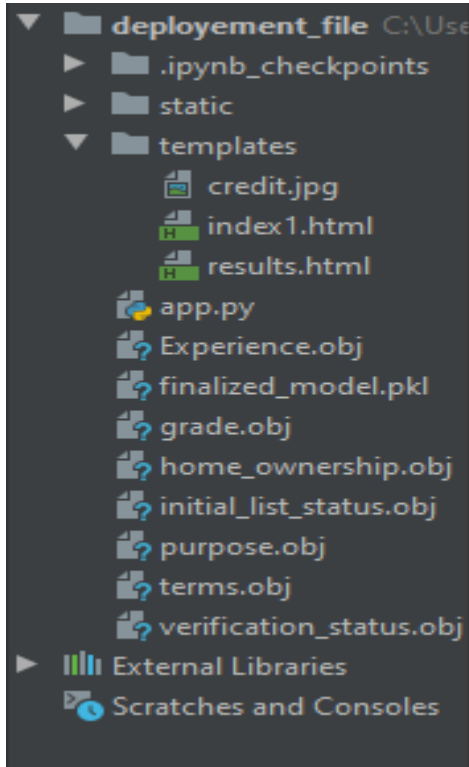 deployement_file C:\Use
.ipynb_checkpoints
static
templates
credit.jpg
index1.html
results.html
app.py
Experience.obj
finalized_model.pkl
grade.obj
home_ownership.obj
initial_list_status.obj
purpose.obj
terms.obj
verification_status.obj
External Libraries
Scratches and Consoles